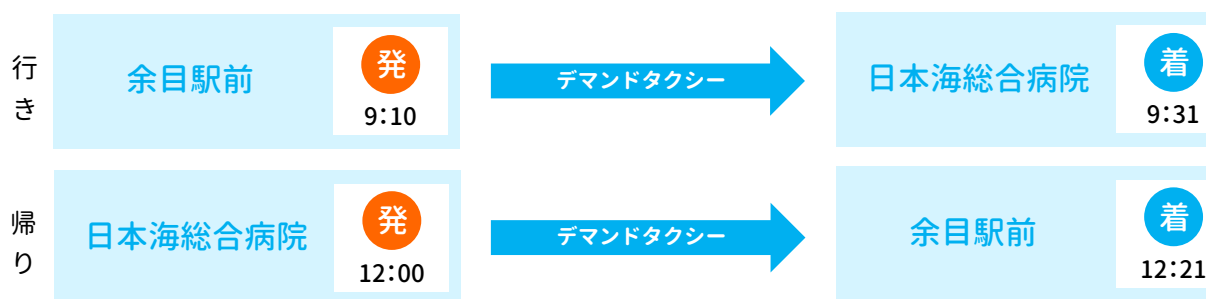 行き
余目駅前
発
9:10
デマンドタクシー
日本海総合病院
着
9:31
帰り
日本海総合病院
発
12:00
デマンドタクシー
余目駅前
着
12:21